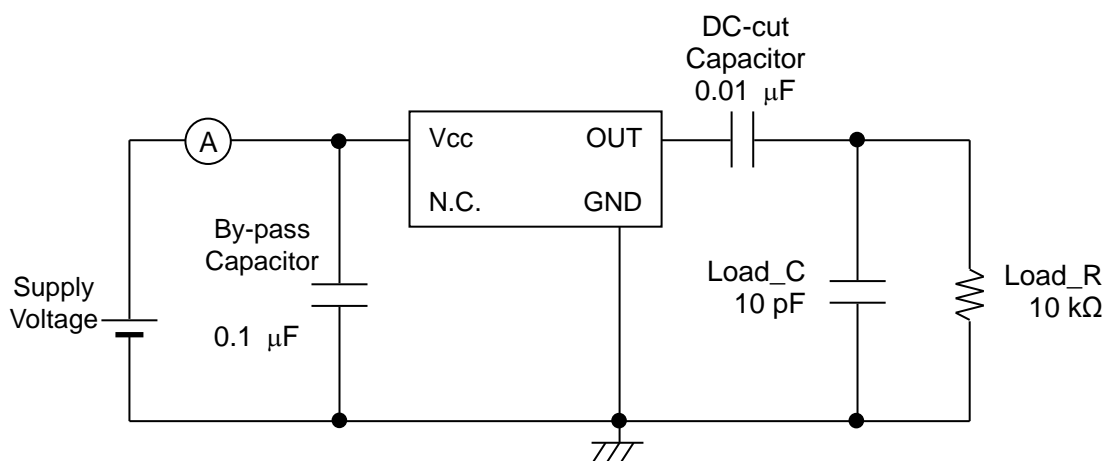 DC-cut
Capacitor
0.01 μF
A
Vcc
OUT
N.C.
GND
By-pass
Capacitor
0.1 μF
Supply
Voltage
Load_C
10 pF
Load_R
10 kΩ